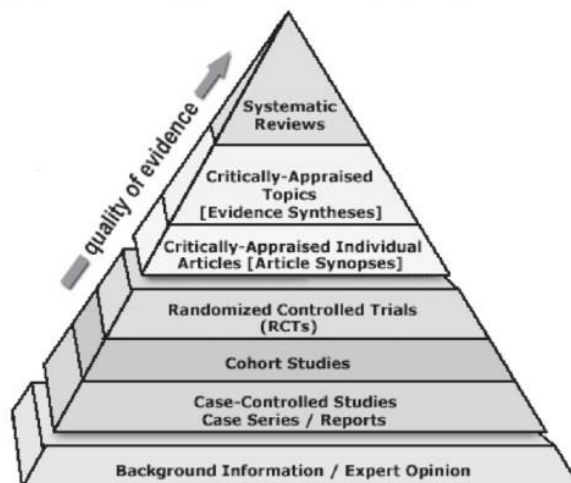 quality of evidence
Systematic
Reviews
Critically-Appraised
Topics
[Evidence Syntheses]
Critically-Appraised Individual
Articles [Article Synopses]
Randomized Controlled Trials
(RCTs)
Cohort Studies
Case-Controlled Studies
Case Series / Reports
Background Information / Expert Opinion